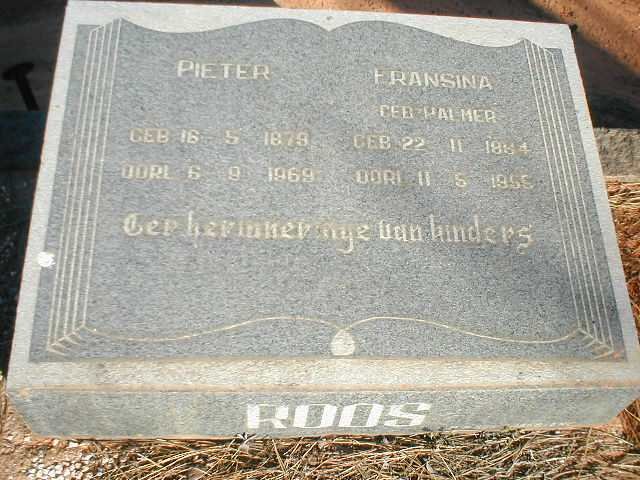 PIETER
GEB 16 5 1879
OORL 6 9 1969
FRANSINA
GEB PALMER
GEB 22 11 1884
OORL 11 5 1955
Ter herinneringe van kinders
ROOS